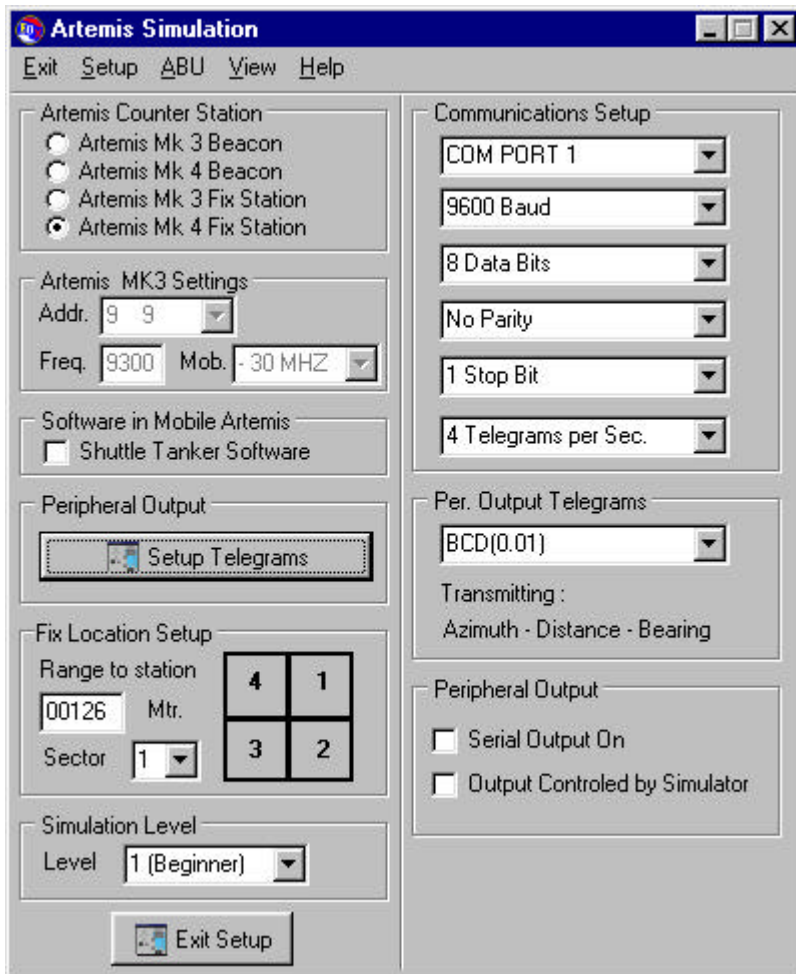 Artemis Simulation
Exit Setup ABU View Help
Artemis Counter Station
Artemis Mk 3 Beacon
Artemis Mk 4 Beacon
Artemis Mk 3 Fix Station
Artemis Mk 4 Fix Station
Artemis MK3 Settings
Addr. 9 9
Freq. 9300 Mob. - 30 MHZ
Software in Mobile Artemis
Shuttle Tanker Software
Peripheral Output
Setup Telegrams
Fix Location Setup
Range to station
00126 Mtr.
Sector 1
4 1
3 2
Simulation Level
Level 1 (Beginner)
Exit Setup
Communications Setup
COM PORT 1
9600 Baud
8 Data Bits
No Parity
1 Stop Bit
4 Telegrams per Sec.
Per. Output Telegrams
BCD(0.01)
Transmitting :
Azimuth - Distance - Bearing
Peripheral Output
Serial Output On
Output Controled by Simulator